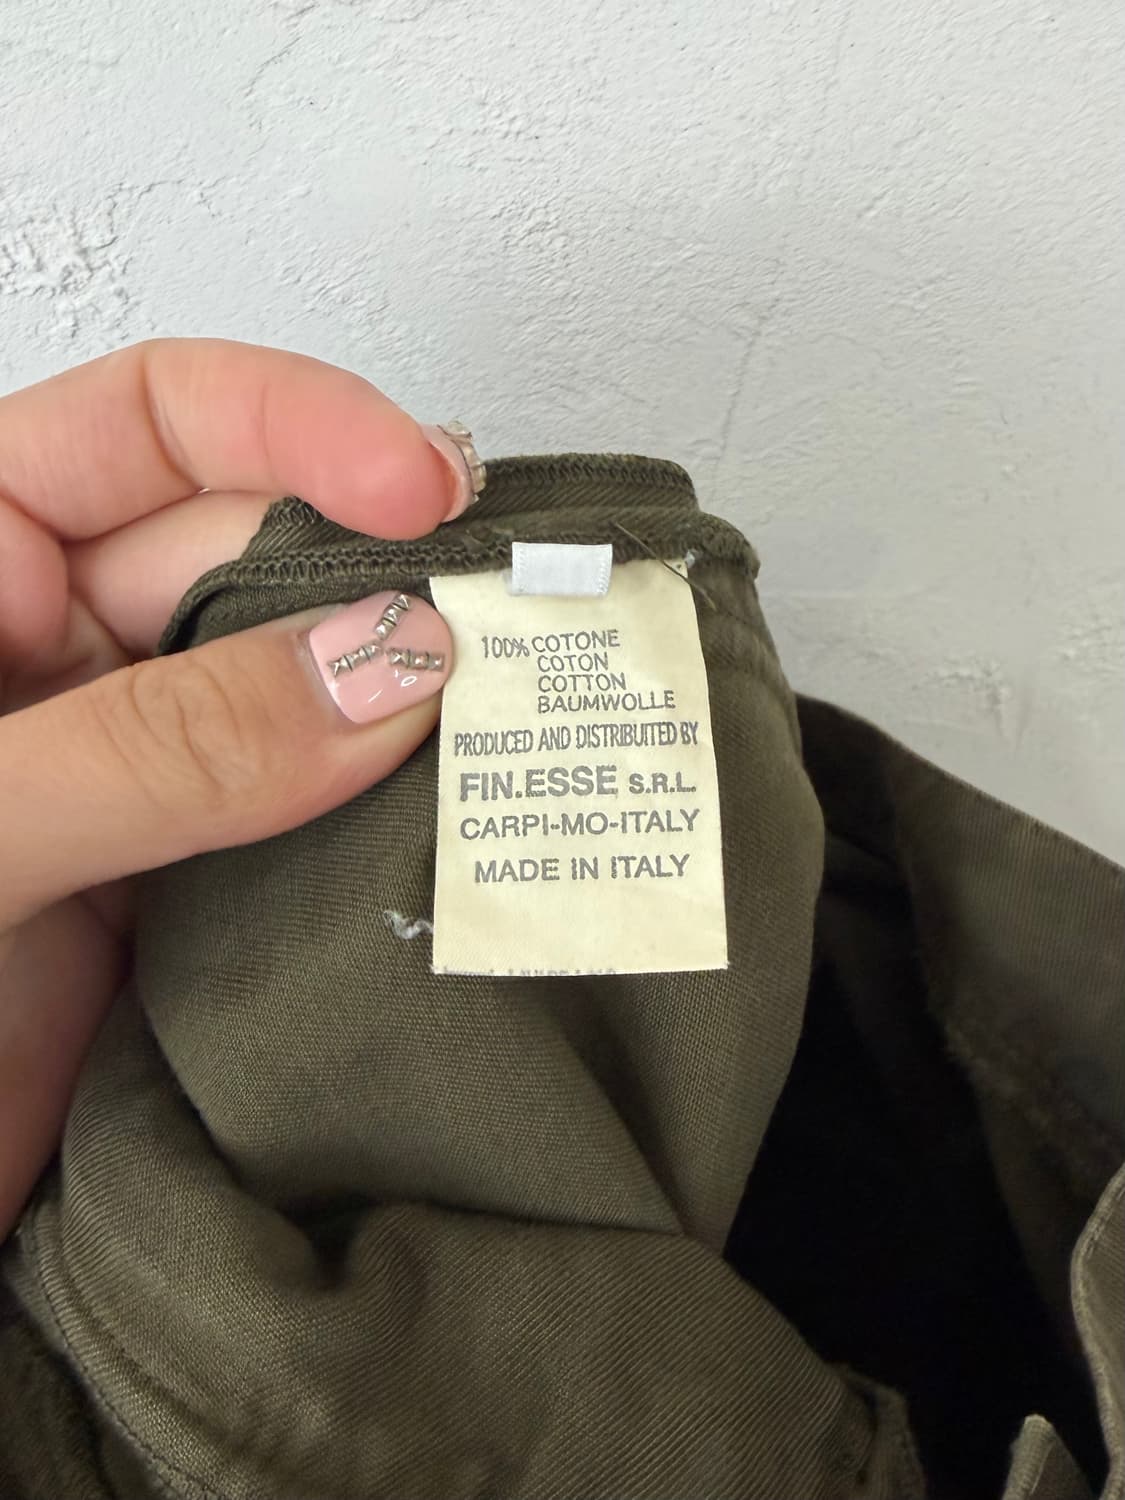 100% COTONE
COTON
COTTON
BAUMWOLLE
PRODUCED AND DISTRIBUITED BY
FIN.ESSE S.R.L.
CARPI-MO-ITALY
MADE IN ITALY